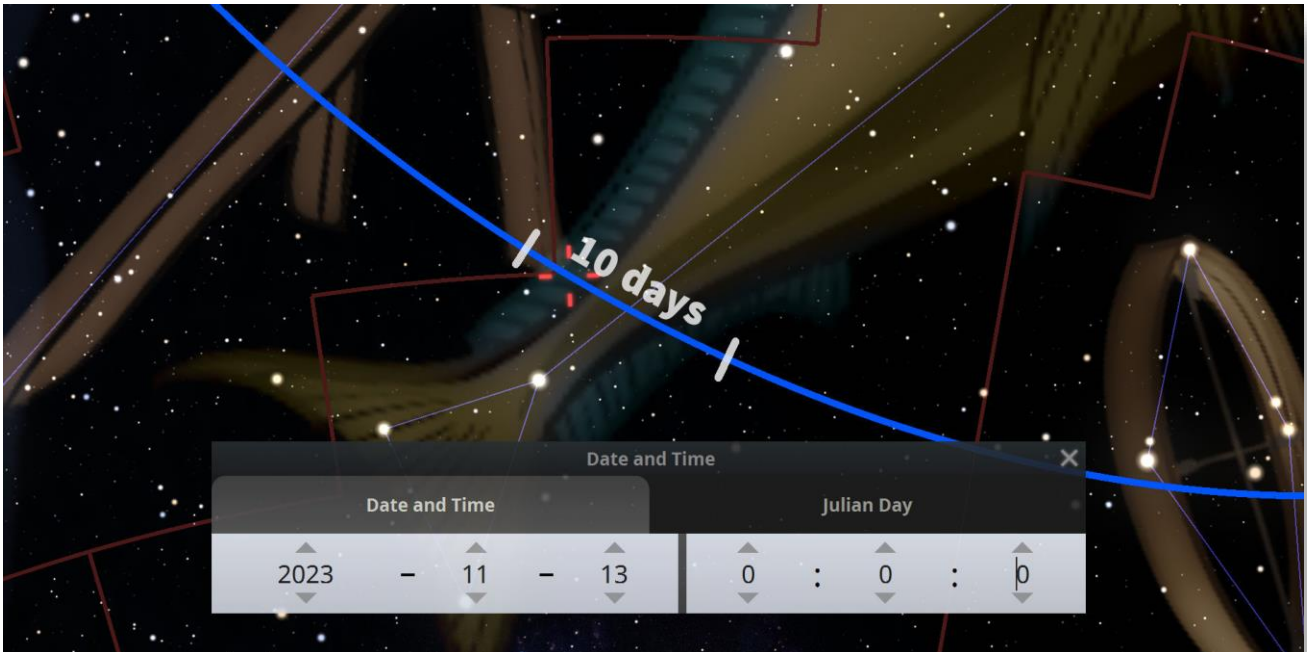 10 days
Date and Time
Date and Time Julian Day
2023 - 11 - 13 0 : 0 : 0